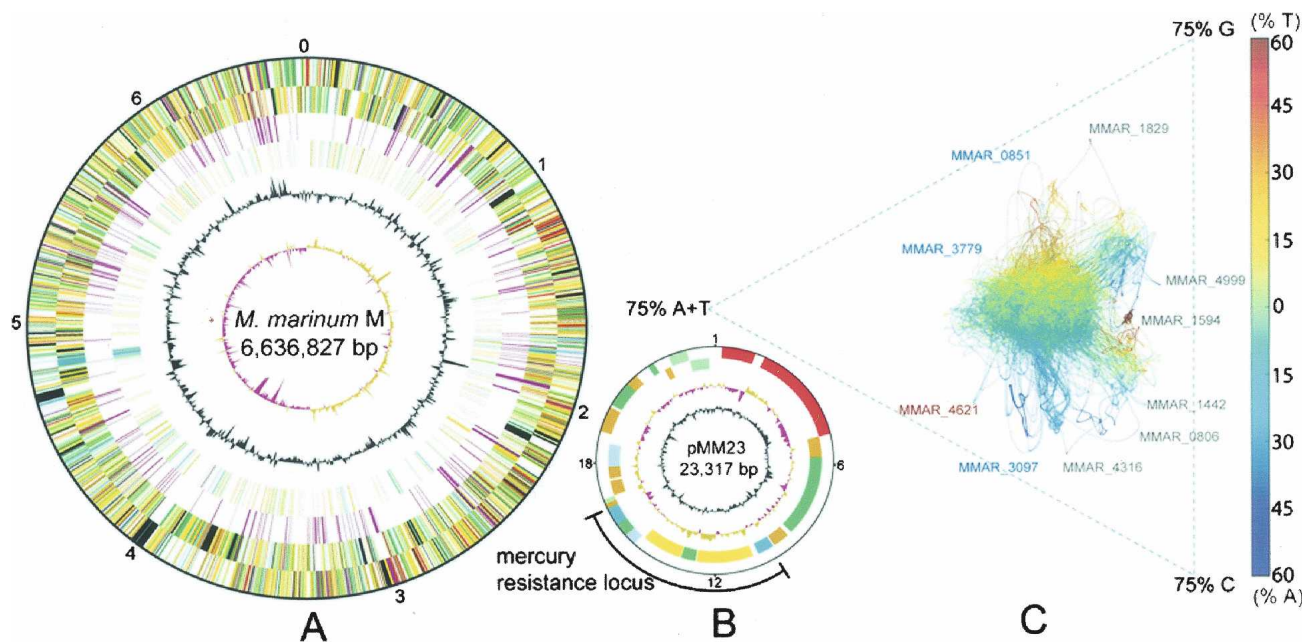 0
1
2
3
4
5
6
M. marinum M
6,636,827 bp
A
1
6
12
18
pMM23
23,317 bp
mercury
resistance locus
B
75% G
75% A+T
75% C
MMAR_1829
MMAR_0851
MMAR_3779
MMAR_4999
MMAR_1594
MMAR_4621
MMAR_1442
MMAR_0806
MMAR_3097
MMAR_4316
C
(% T)
60
45
30
15
0
15
30
45
60
(% A)